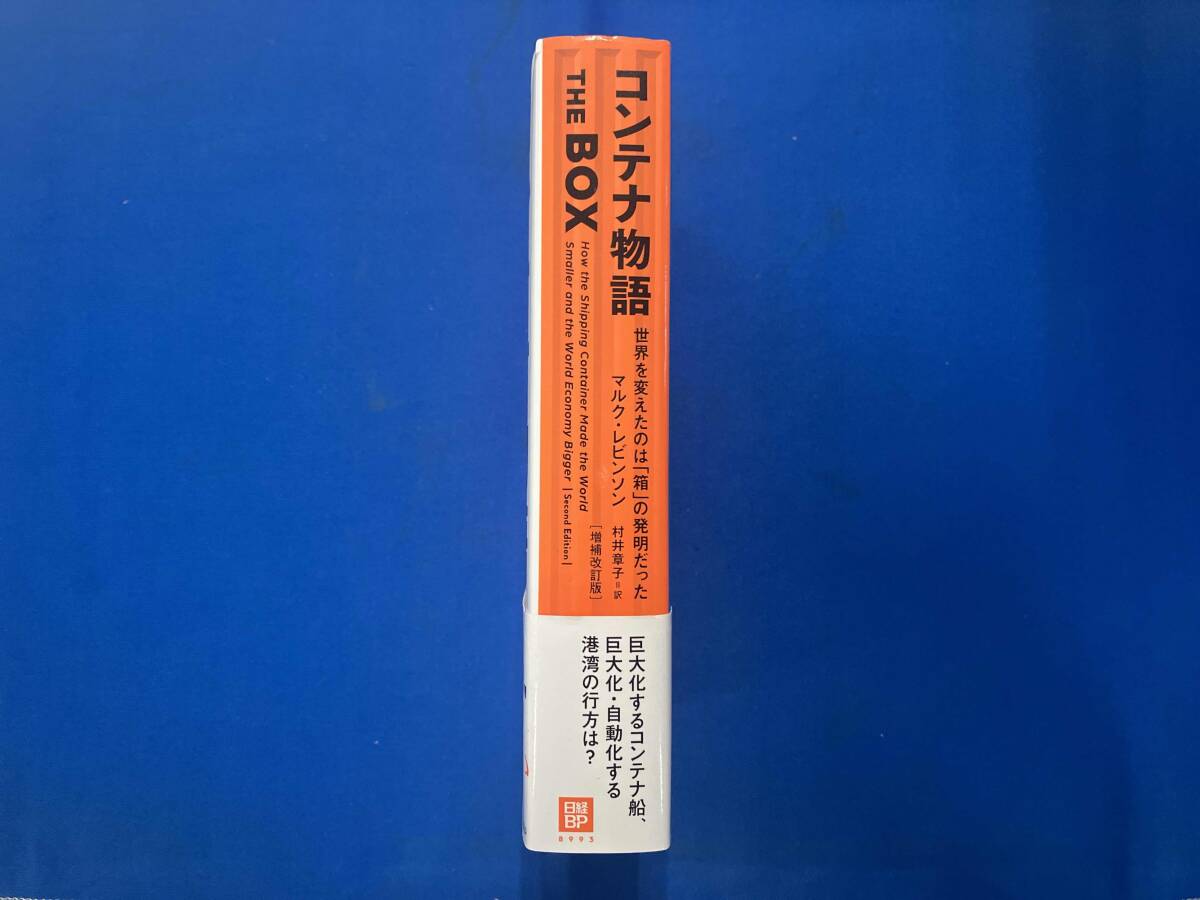 コンテナ物語
世界を変えたのは「箱」の発明だった
マルク・レビンソン
村井章子=訳
[増補改訂版]
THE BOX
How the Shipping Container Made the World
Smaller and the World Economy Bigger | Second Edition |
巨大化するコンテナ船、
巨大化・自動化する
港湾の行方は?
日経
BP
8993